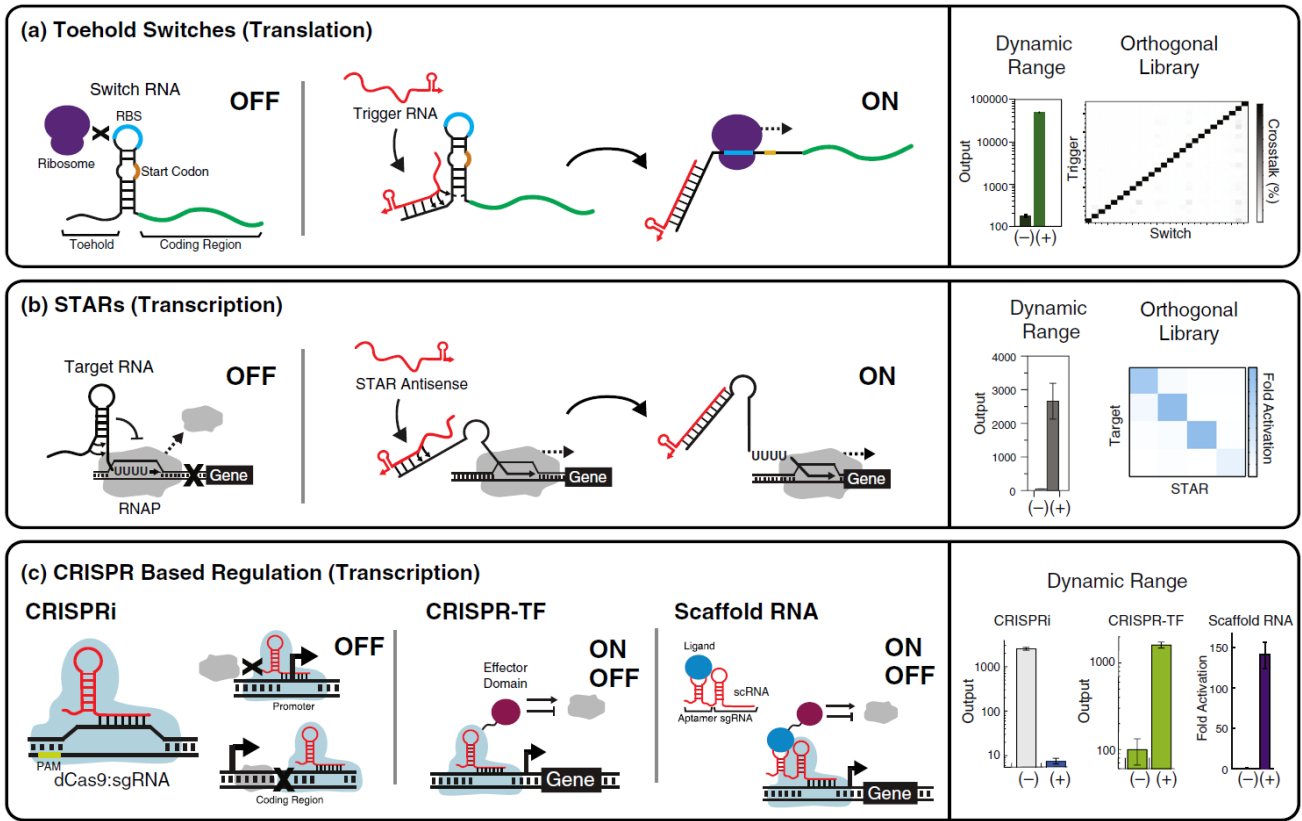 (a) Toehold Switches (Translation)
Switch RNA
OFF
RBS
Ribosome
Start Codon
Toehold
Coding Region
Trigger RNA
ON
Dynamic
Range
Output
100000
10000
1000
100
(−)
(+)
Orthogonal
Library
Trigger
Switch
Crosstalk (%)
(b) STARs (Transcription)
Target RNA
OFF
UUUU
Gene
RNAP
STAR Antisense
Gene
ON
UUUU
Gene
Dynamic
Range
Output
4000
3000
2000
1000
0
(−)(+)
Orthogonal
Library
Target
STAR
Fold Activation
(c) CRISPR Based Regulation (Transcription)
CRISPRi
PAM
dCas9:sgRNA
OFF
Promoter
Coding Region
CRISPR-TF
ON
OFF
Effector
Domain
Gene
Scaffold RNA
ON
OFF
Ligand
scRNA
Aptamer sgRNA
Gene
Dynamic Range
CRISPRi
Output
1000
100
10
(−)
(+)
CRISPR-TF
Output
1000
100
(−)
(+)
Scaffold RNA
Fold Activation
150
100
50
0
(−)
(+)